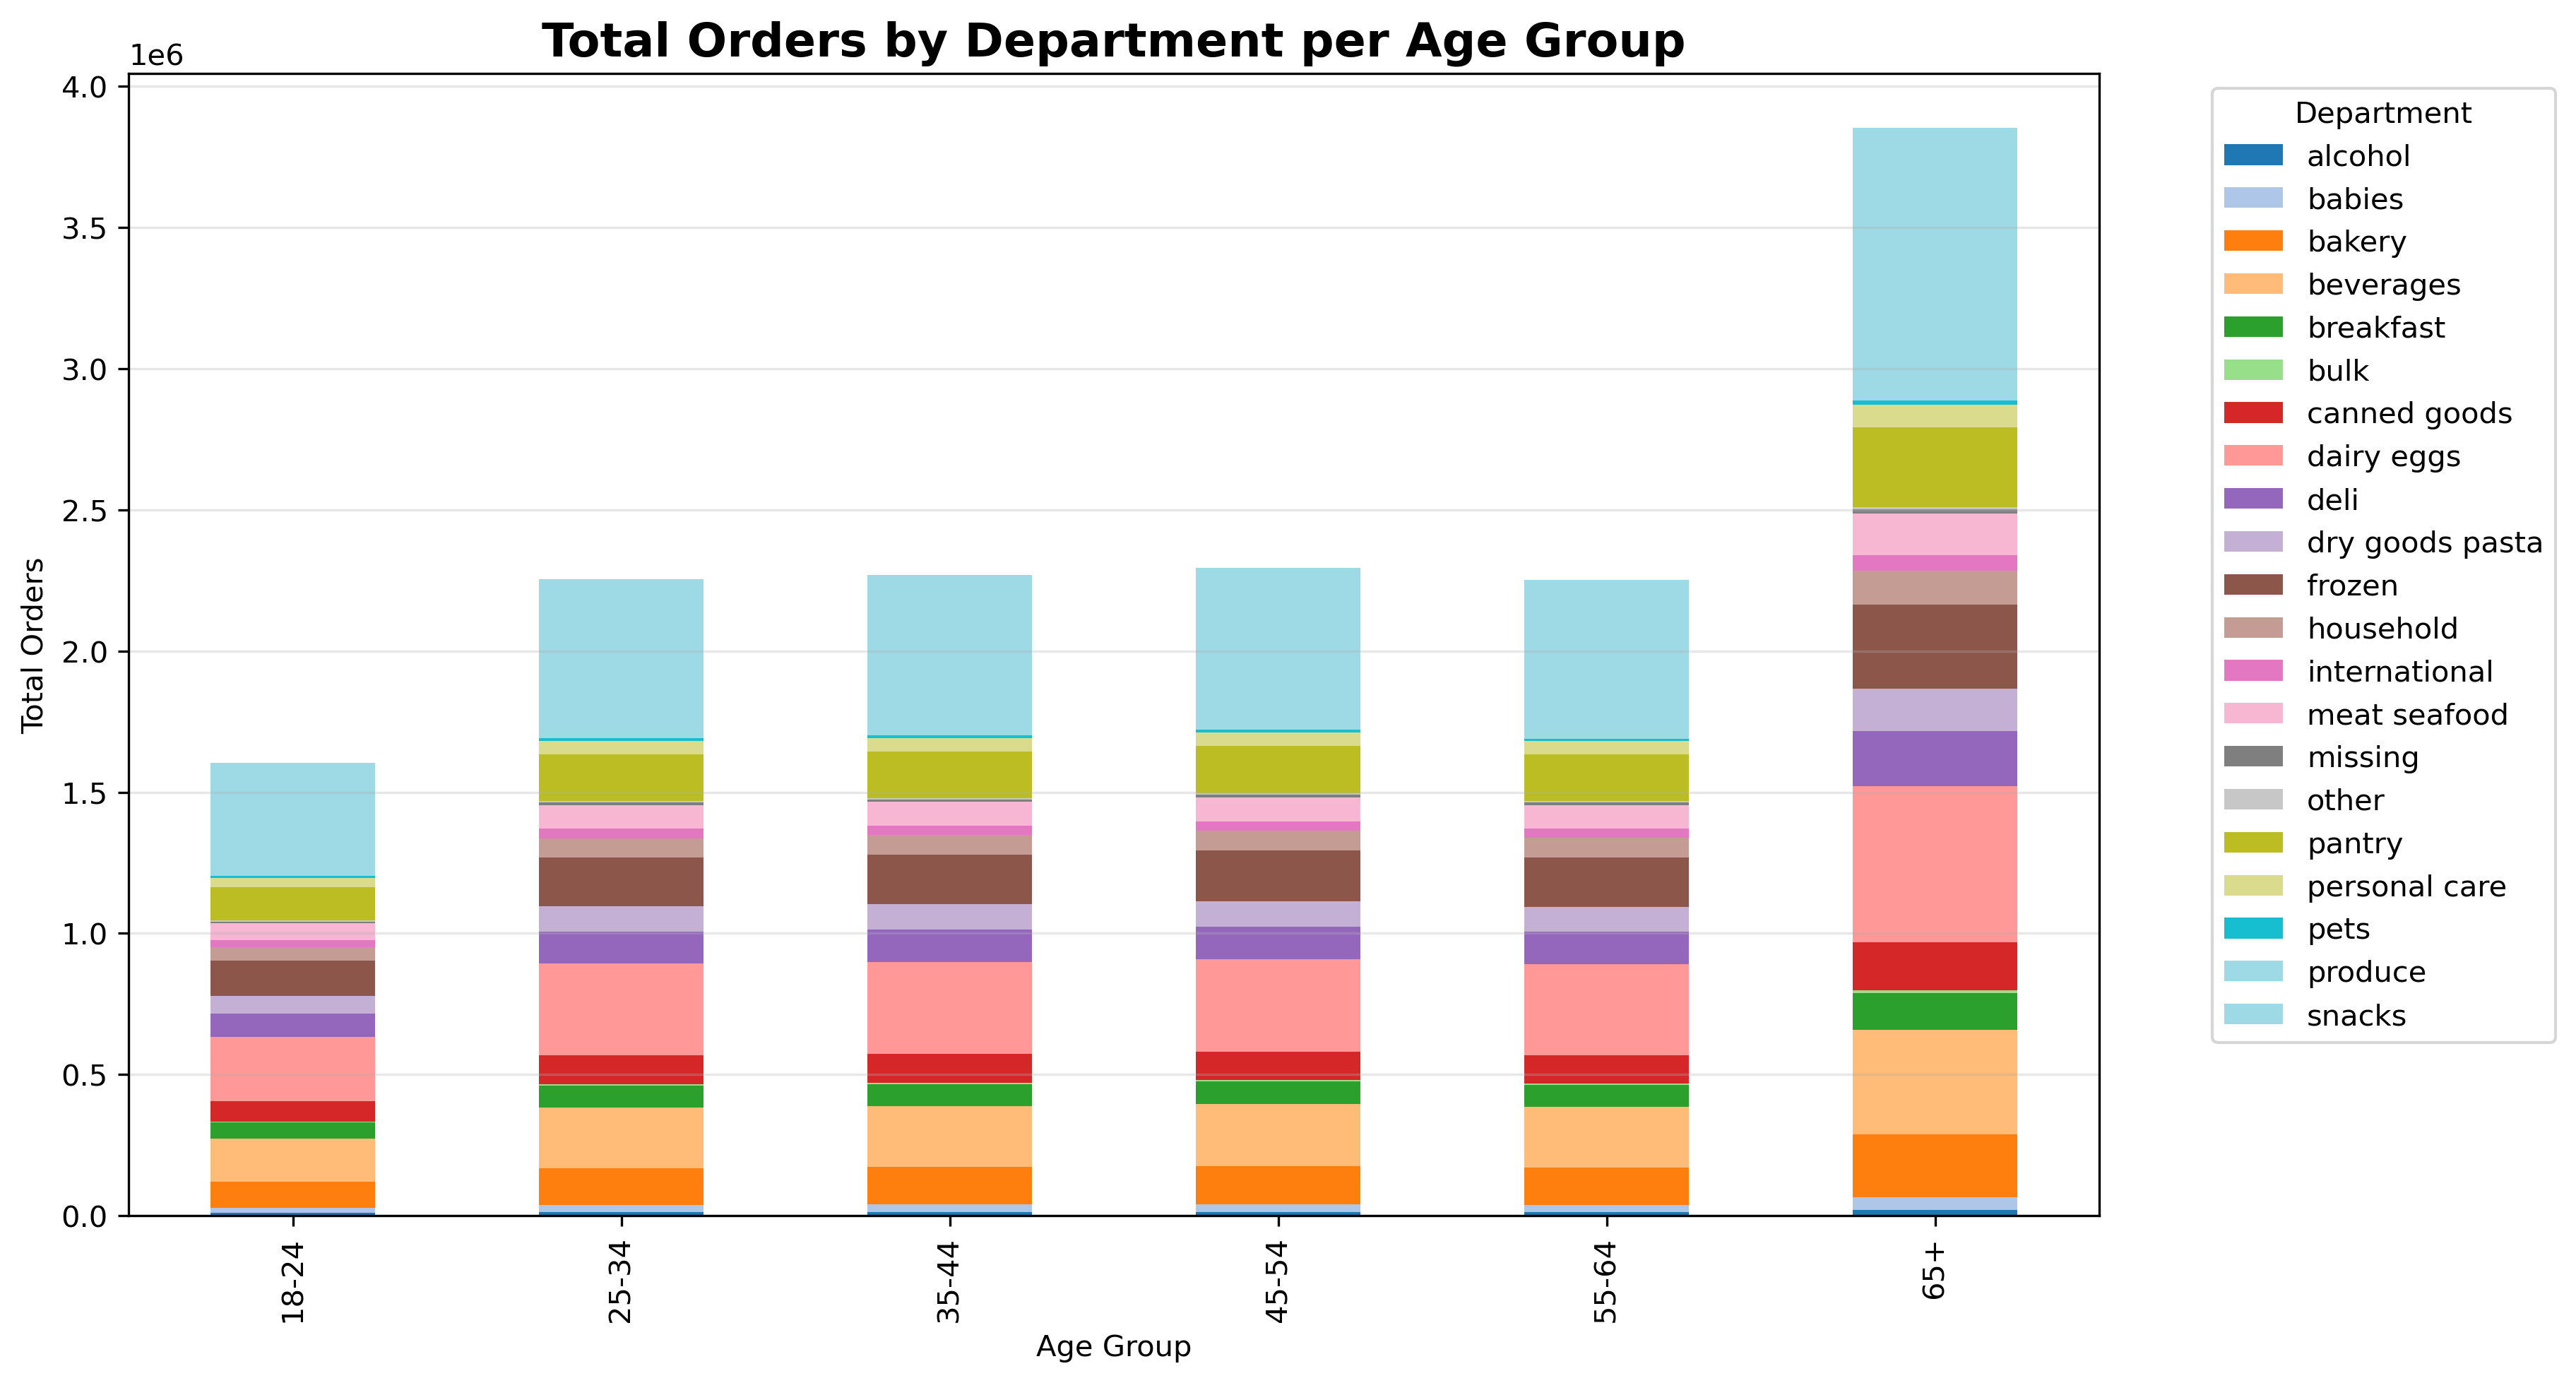 Total Orders by Department per Age Group
1e6
4.0
3.5
3.0
2.5
2.0
1.5
1.0
0.5
0.0
Total Orders
18-24
25-34
35-44
45-54
55-64
65+
Age Group
Department
alcohol
babies
bakery
beverages
breakfast
bulk
canned goods
dairy eggs
deli
dry goods pasta
frozen
household
international
meat seafood
missing
other
pantry
personal care
pets
produce
snacks